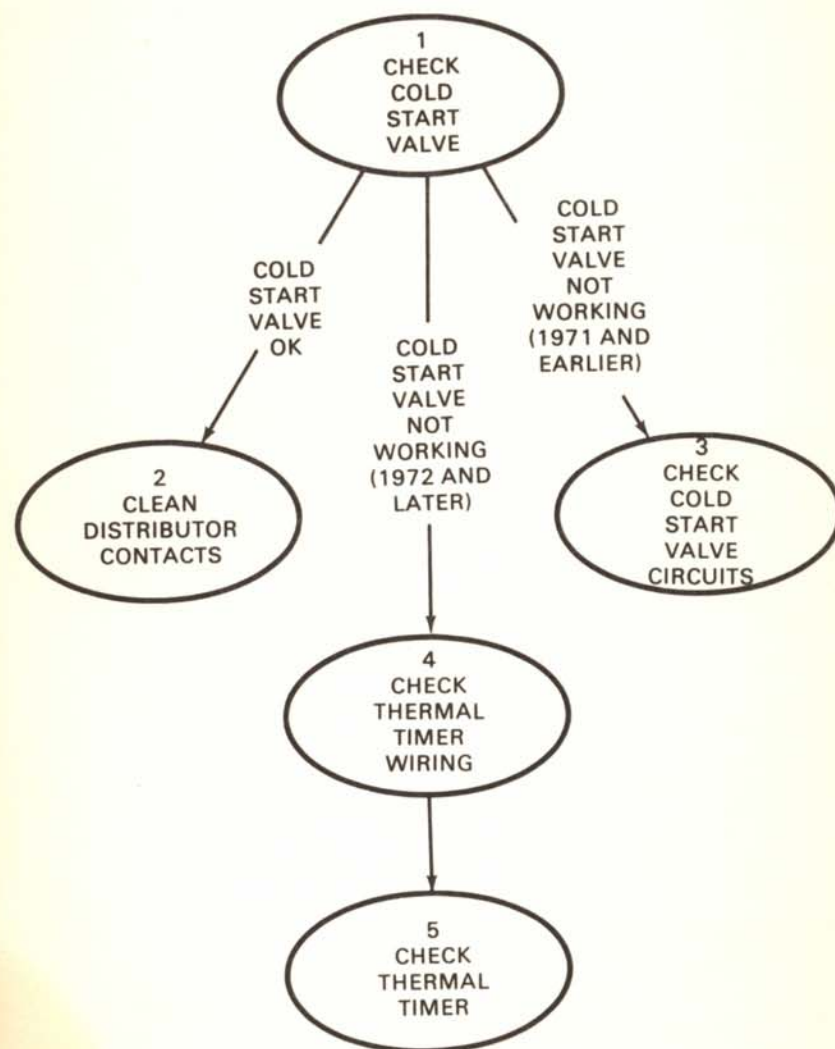 1
CHECK
COLD
START
VALVE
COLD
START
VALVE
OK
COLD
START
VALVE
NOT
WORKING
(1972 AND
LATER)
COLD
START
VALVE
NOT
WORKING
(1971 AND
EARLIER)
2
CLEAN
DISTRIBUTOR
CONTACTS
3
CHECK
COLD
START
VALVE
CIRCUITS
4
CHECK
THERMAL
TIMER
WIRING
5
CHECK
THERMAL
TIMER